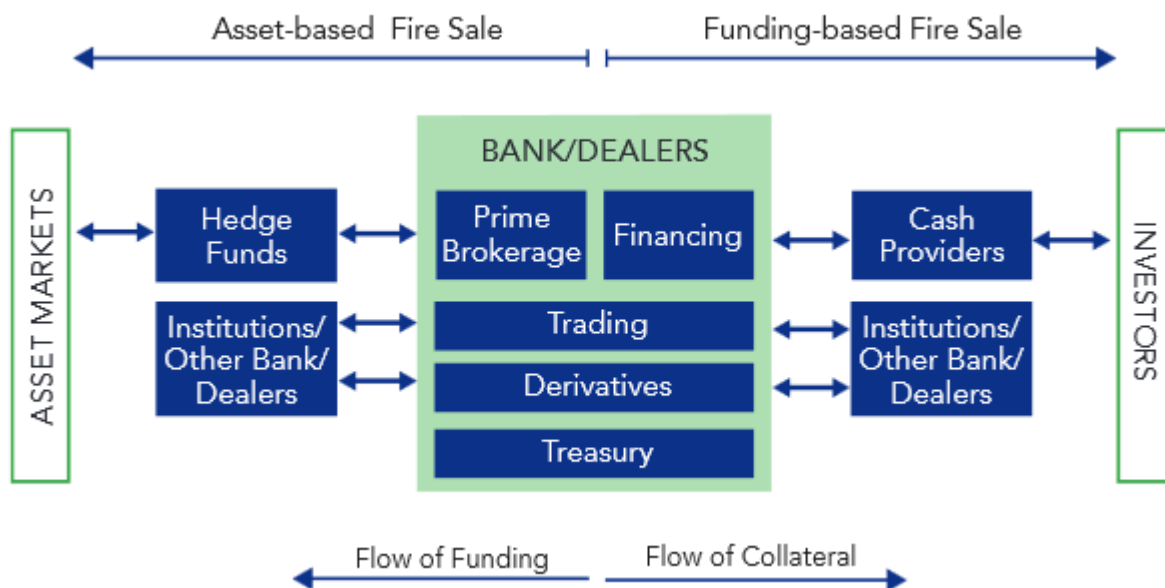 Asset-based Fire Sale
Funding-based Fire Sale
ASSET MARKETS
Hedge
Funds
Institutions/
Other Bank/
Dealers
BANK/DEALERS
Prime
Brokerage
Financing
Trading
Derivatives
Treasury
Cash
Providers
Institutions/
Other Bank/
Dealers
INVESTORS
Flow of Funding
Flow of Collateral